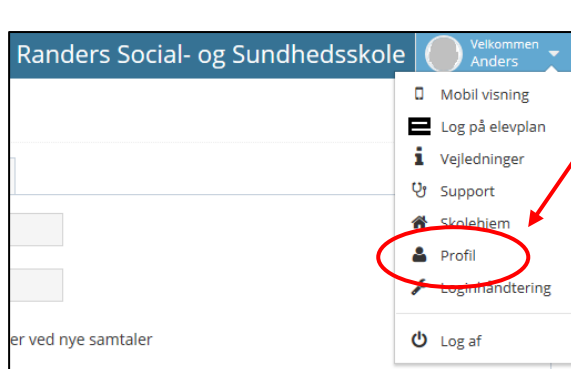 Randers Social- og Sundhedsskole
Velkommen
Anders
Mobil visning
Log på elevplan
Vejledninger
Support
Skolehjem
Profil
Loginhåndtering
Log af
er ved nye samtaler